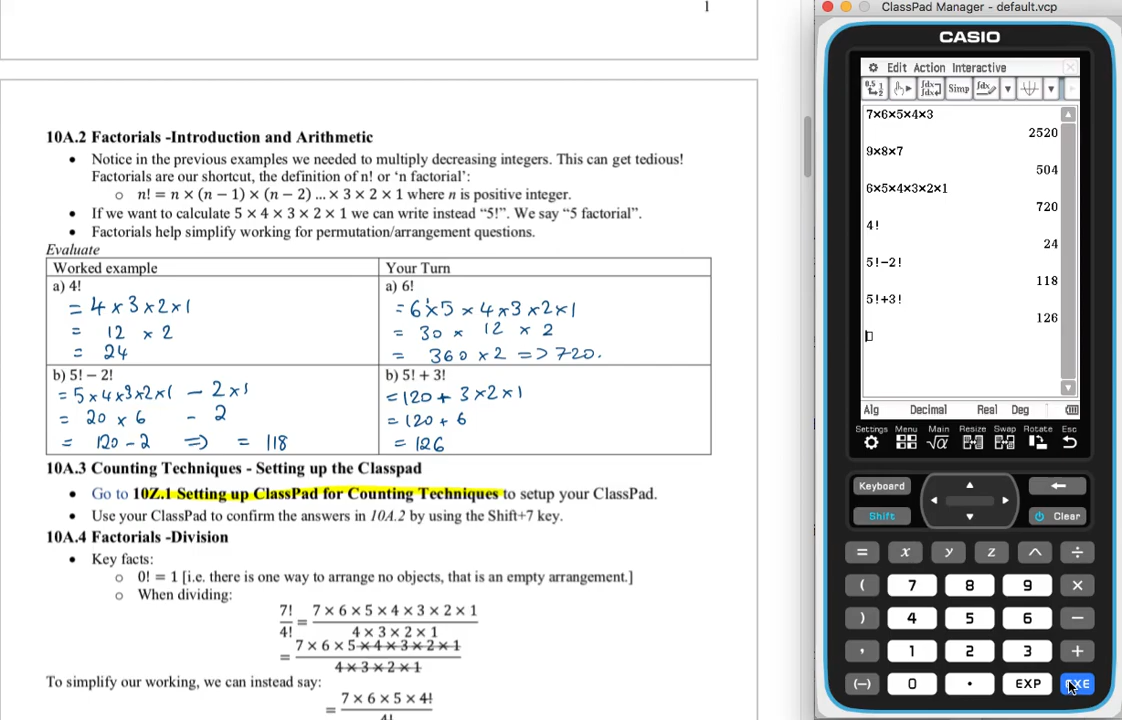 1
10A.2 Factorials -Introduction and Arithmetic
• Notice in the previous examples we needed to multiply decreasing integers. This can get tedious!
Factorials are our shortcut, the definition of n! or ‘n factorial’:
o n! = n × (n − 1) × (n − 2) … × 3 × 2 × 1 where n is positive integer.
• If we want to calculate 5 × 4 × 3 × 2 × 1 we can write instead “5!”. We say “5 factorial”.
• Factorials help simplify working for permutation/arrangement questions.
Evaluate
Worked example
a) 4!
= 4 × 3 × 2 × 1
= 12 × 2
= 24
Your Turn
a) 6!
= 6 × 5 × 4 × 3 × 2 × 1
= 30 × 12 × 2
= 360 × 2 => 720.
b) 5! − 2!
= 5 × 4 × 3 × 2 × 1 − 2 × 1
= 20 × 6 − 2
= 120 − 2 => = 118
b) 5! + 3!
= 120 + 3 × 2 × 1
= 120 + 6
= 126
10A.3 Counting Techniques - Setting up the Classpad
• Go to 10Z.1 Setting up ClassPad for Counting Techniques to setup your ClassPad.
• Use your ClassPad to confirm the answers in 10A.2 by using the Shift+7 key.
10A.4 Factorials -Division
• Key facts:
o 0! = 1 [i.e. there is one way to arrange no objects, that is an empty arrangement.]
o When dividing:
7! 7 × 6 × 5 × 4 × 3 × 2 × 1
=
4! 4 × 3 × 2 × 1
7 × 6 × 5 × 4 × 3 × 2 × 1
=
4 × 3 × 2 × 1
To simplify our working, we can instead say:
7 × 6 × 5 × 4!
=
4!
ClassPad Manager - default.vcp
CASIO
Edit Action Interactive
0.5 1 2 ∫dx ∫dx↓ Simp ∫dx
7×6×5×4×3
2520
9×8×7
504
6×5×4×3×2×1
720
4!
24
5!−2!
118
5!+3!
126
Alg Decimal Real Deg
Settings Menu Main Resize Swap Rotate Esc
√α
Keyboard
Shift Clear
= x y z ^ ÷
( 7 8 9 ×
) 4 5 6 −
, 1 2 3 +
(−) 0 . EXP EXE